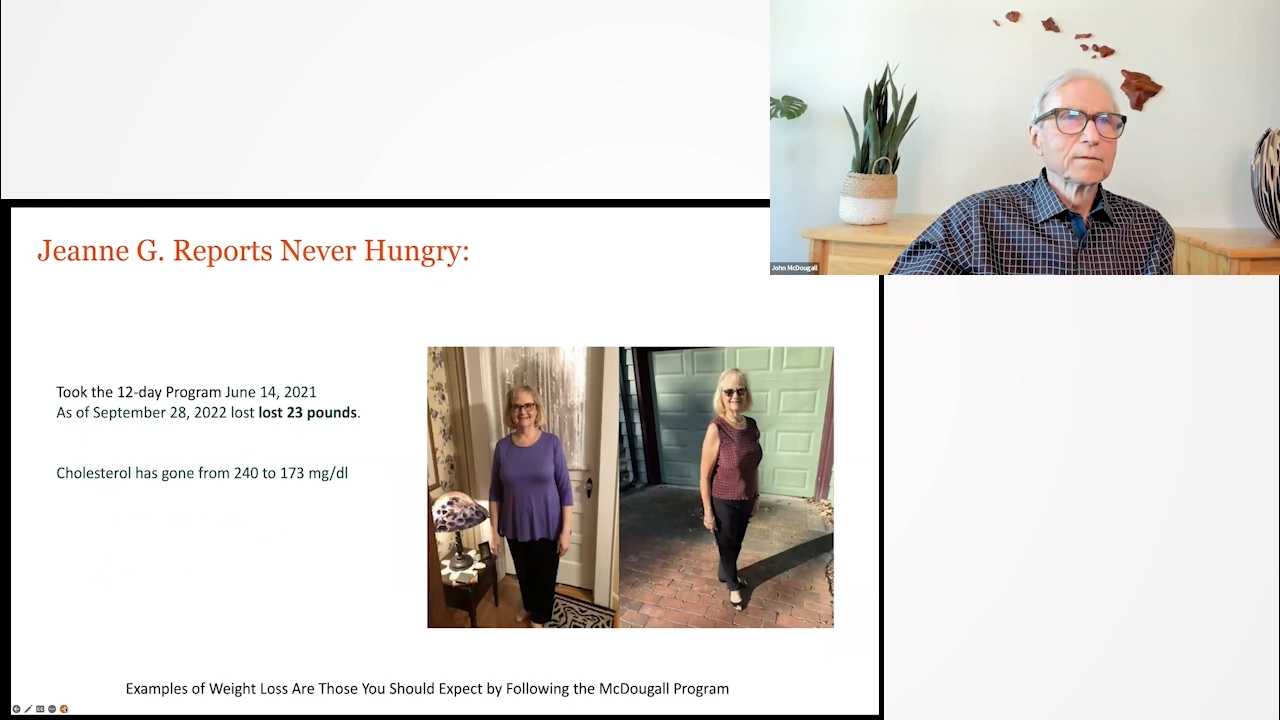 John McDougall
Jeanne G. Reports Never Hungry:
Took the 12-day Program June 14, 2021
As of September 28, 2022 lost lost 23 pounds.
Cholesterol has gone from 240 to 173 mg/dl
Examples of Weight Loss Are Those You Should Expect by Following the McDougall Program